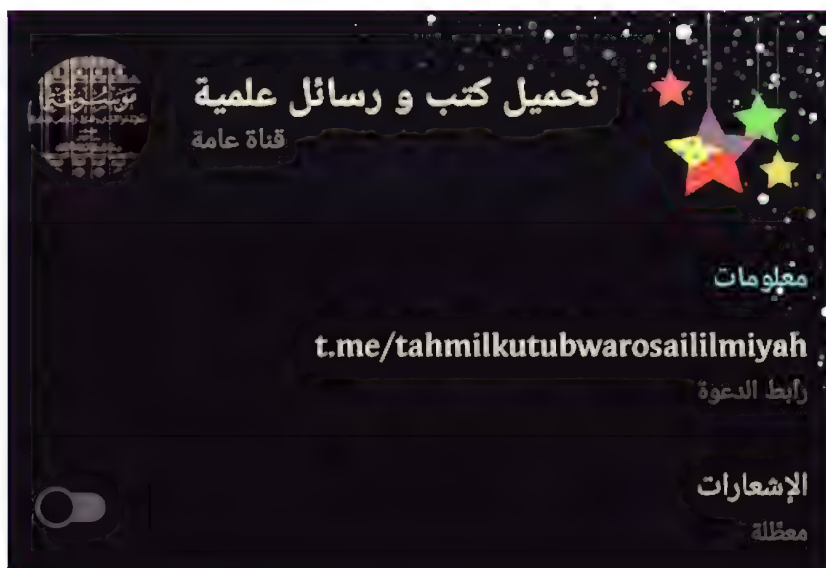 تحميل كتب و رسائل علمية
قناة عامة
معلومات
t.me/tahmilkutubwarosaililmiyah
رابط الدعوة
الإشعارات
معطّلة